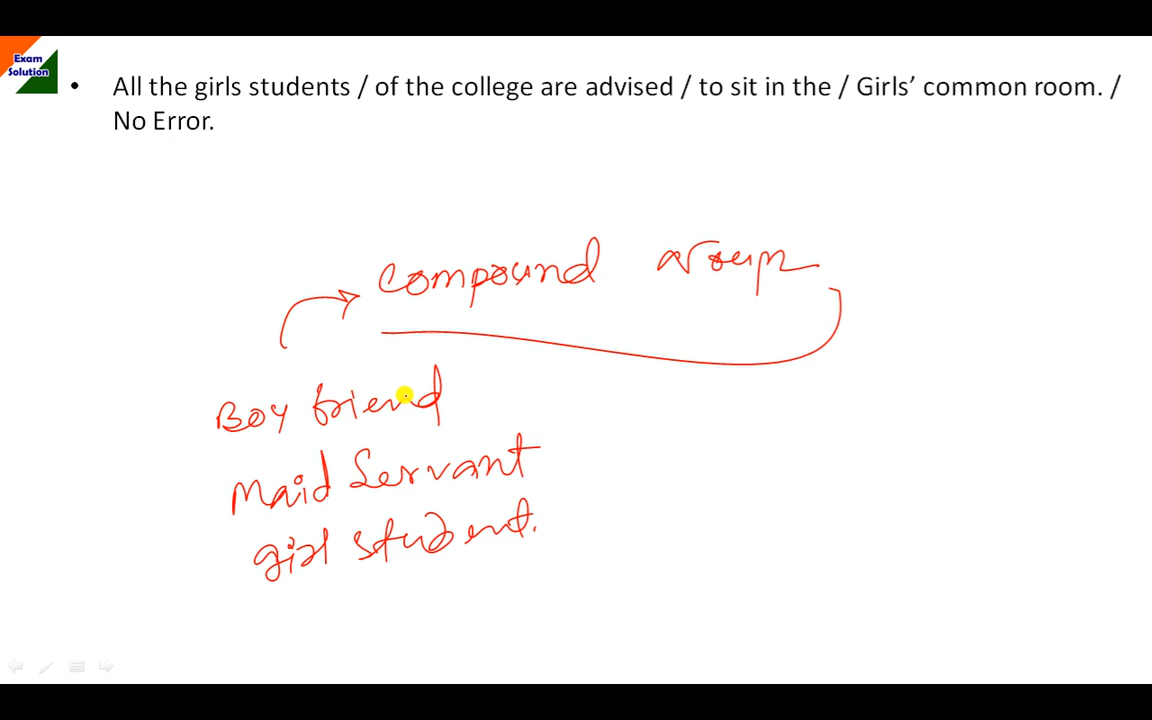 Exam
Solution
• All the girls students / of the college are advised / to sit in the / Girls’ common room. /
No Error.
compound noun
Boy friend
Maid Servant
girl student.